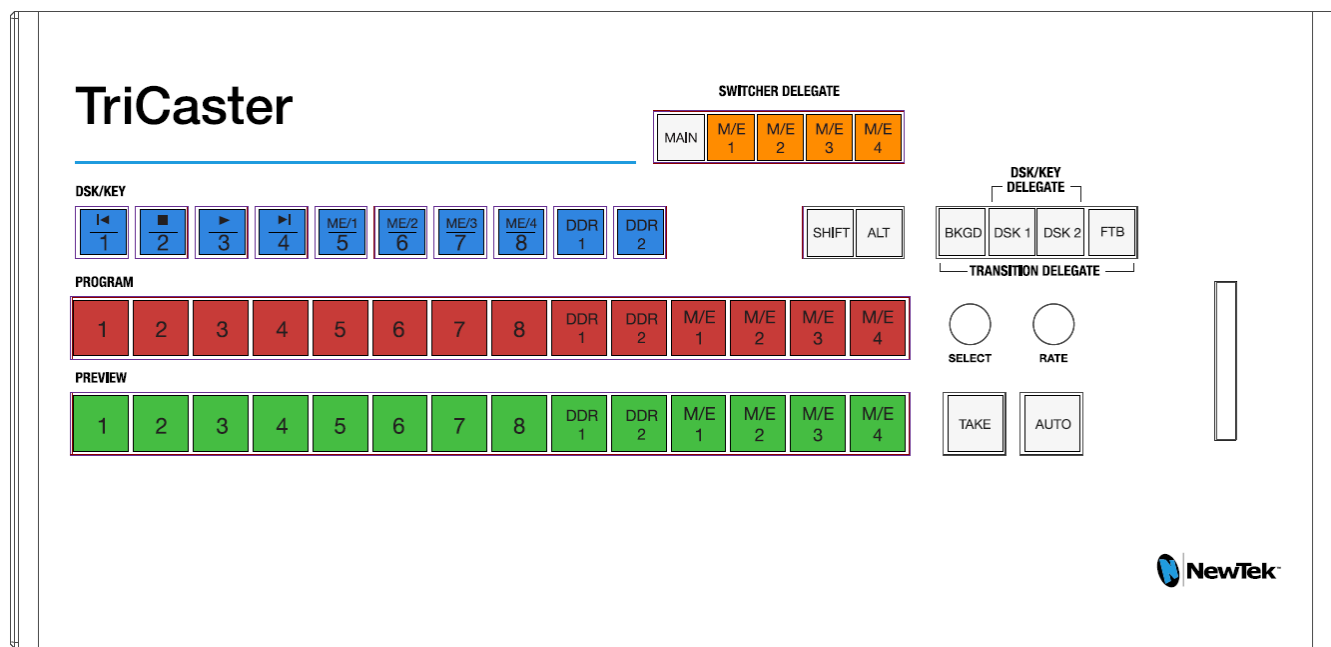 TriCaster
SWITCHER DELEGATE
MAIN M/E 1 M/E 2 M/E 3 M/E 4
DSK/KEY
1 2 3 4 ME/1 5 ME/2 6 ME/3 7 ME/4 8 DDR 1 DDR 2
SHIFT ALT
DSK/KEY
DELEGATE
BKGD DSK 1 DSK 2 FTB
TRANSITION DELEGATE
PROGRAM
1 2 3 4 5 6 7 8 DDR 1 DDR 2 M/E 1 M/E 2 M/E 3 M/E 4
SELECT RATE
PREVIEW
1 2 3 4 5 6 7 8 DDR 1 DDR 2 M/E 1 M/E 2 M/E 3 M/E 4
TAKE AUTO
NewTek™